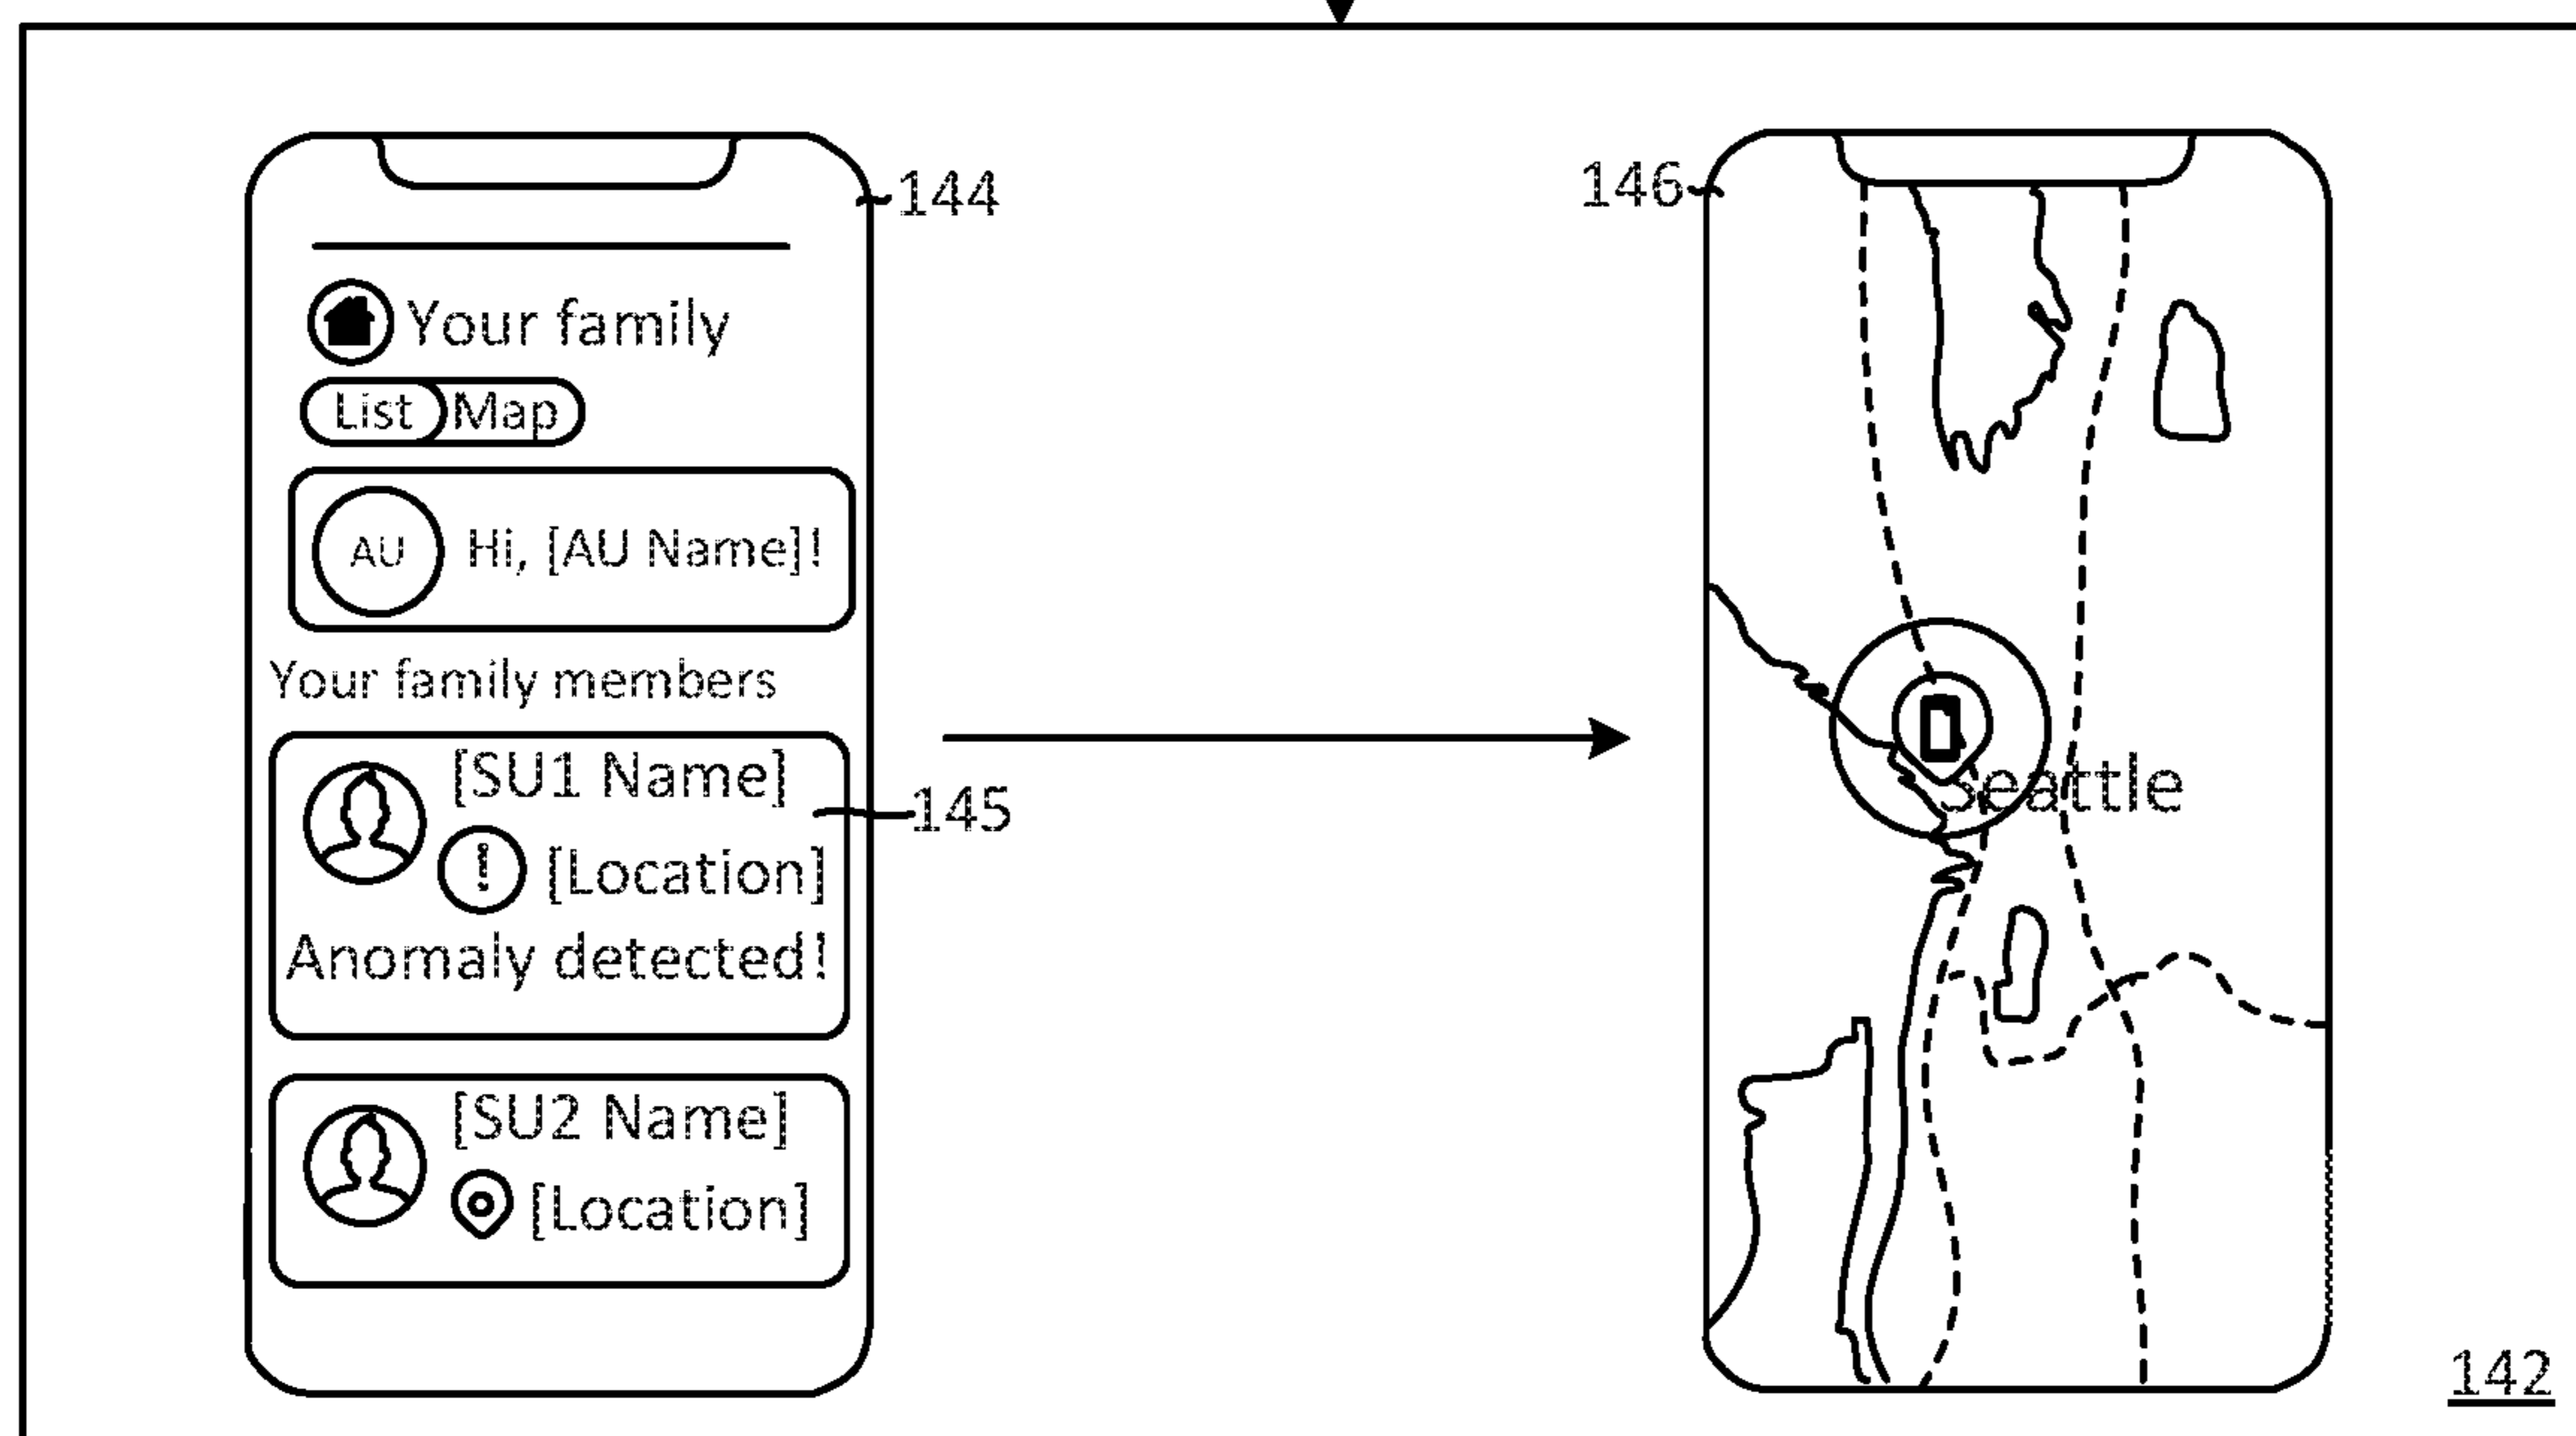 144
Your family
List Map
AU Hi, [AU Name]!
Your family members
[SU1 Name]
145
! [Location]
Anomaly detected!
[SU2 Name]
[Location]
146
Seattle
142